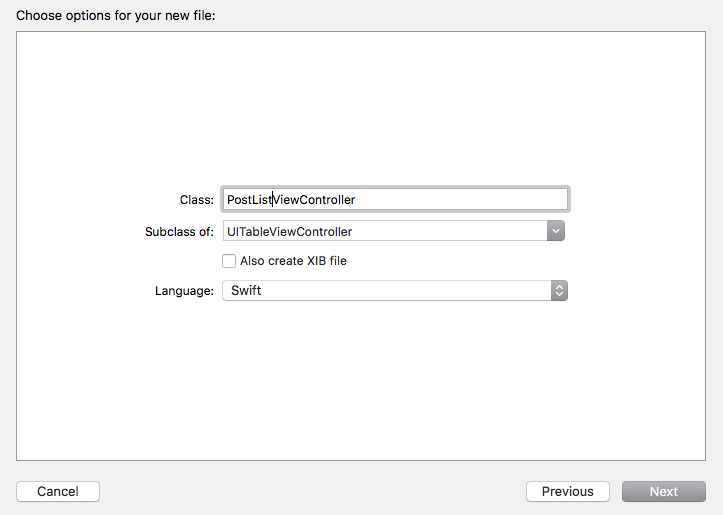 Choose options for your new file:
Class: PostListViewController
Subclass of: UITableViewController
Also create XIB file
Language: Swift
Cancel Previous Next